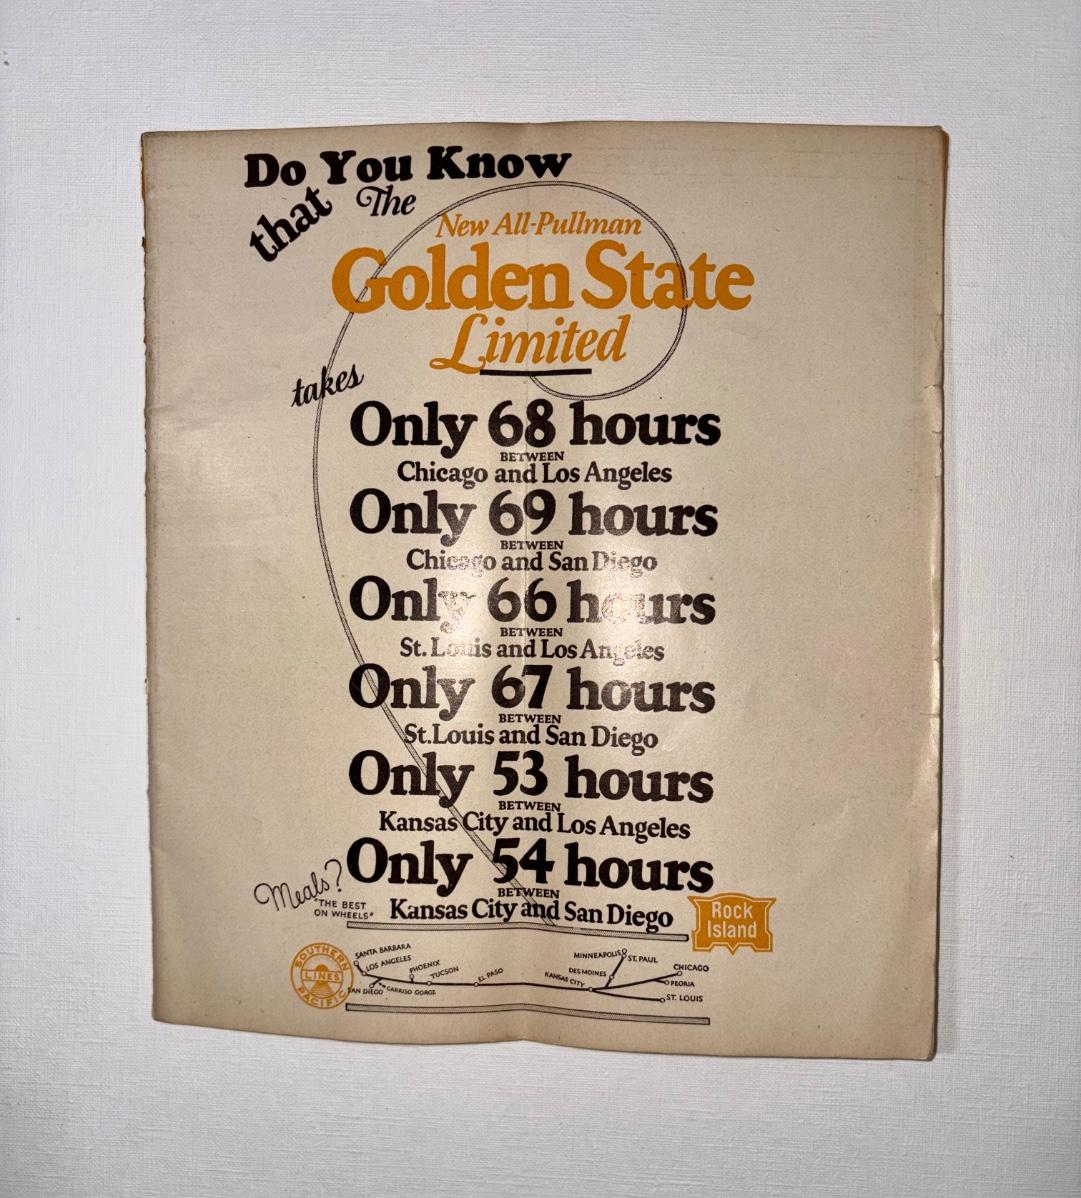 Do You Know
that The
New All-Pullman
Golden State
Limited
takes
Only 68 hours
BETWEEN
Chicago and Los Angeles
Only 69 hours
BETWEEN
Chicago and San Diego
Only 66 hours
BETWEEN
St. Louis and Los Angeles
Only 67 hours
BETWEEN
St. Louis and San Diego
Only 53 hours
BETWEEN
Kansas City and Los Angeles
Only 54 hours
BETWEEN
Kansas City and San Diego
Meals?
"THE BEST
ON WHEELS"
Rock
Island
SOUTHERN
LINES
PACIFIC
SANTA BARBARA
LOS ANGELES
SAN DIEGO
CARRISO GORGE
PHOENIX
TUCSON
EL PASO
KANSAS CITY
DES MOINES
MINNEAPOLIS
ST. PAUL
CHICAGO
PEORIA
ST. LOUIS